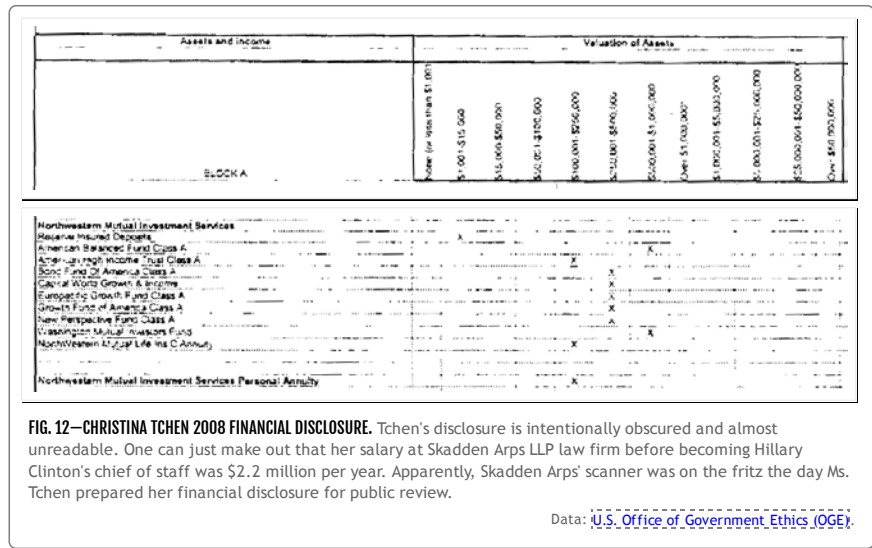 Assets and Income
Valuation of Assets
None (or less than $1,001)
$1,001-$15,000
$15,000-$50,000
$50,001-$100,000
$100,001-$250,000
$250,001-$500,000
$500,001-$1,000,000
Over $1,000,000*
$1,000,001-$5,000,000
$5,000,001-$25,000,000
$25,000,001-$50,000,000
Over $50,000,000
BLOCK A
Northwestern Mutual Investment Services
Reserve Insured Deposits X
American Balanced Fund Class A X
American High Income Trust Class A X
Bond Fund Of America Class A X
Capital World Growth & Income X
Europacific Growth Fund Class A X
Growth Fund of America Class A X
New Perspective Fund Class A X
Washington Mutual Investors Fund X
NorthWestern Mutual Life Ins C Annuity X
Northwestern Mutual Investment Services Personal Annuity X
FIG. 12—CHRISTINA TCHEN 2008 FINANCIAL DISCLOSURE. Tchen's disclosure is intentionally obscured and almost
unreadable. One can just make out that her salary at Skadden Arps LLP law firm before becoming Hillary
Clinton's chief of staff was $2.2 million per year. Apparently, Skadden Arps' scanner was on the fritz the day Ms.
Tchen prepared her financial disclosure for public review.
Data: U.S. Office of Government Ethics (OGE).